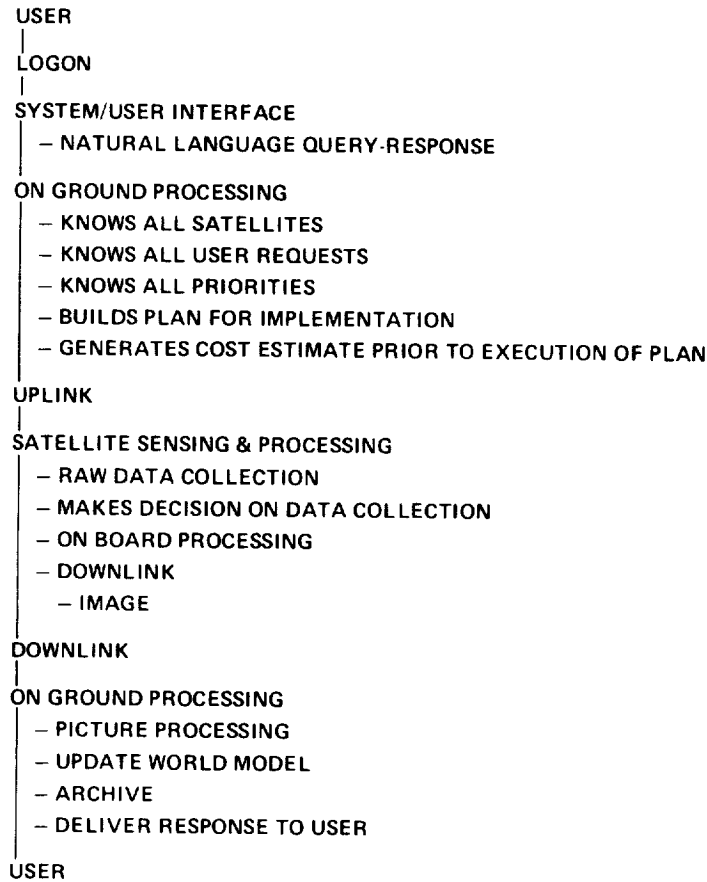 USER
LOGON
SYSTEM/USER INTERFACE
– NATURAL LANGUAGE QUERY-RESPONSE
ON GROUND PROCESSING
– KNOWS ALL SATELLITES
– KNOWS ALL USER REQUESTS
– KNOWS ALL PRIORITIES
– BUILDS PLAN FOR IMPLEMENTATION
– GENERATES COST ESTIMATE PRIOR TO EXECUTION OF PLAN
UPLINK
SATELLITE SENSING & PROCESSING
– RAW DATA COLLECTION
– MAKES DECISION ON DATA COLLECTION
– ON BOARD PROCESSING
– DOWNLINK
– IMAGE
DOWNLINK
ON GROUND PROCESSING
– PICTURE PROCESSING
– UPDATE WORLD MODEL
– ARCHIVE
– DELIVER RESPONSE TO USER
USER